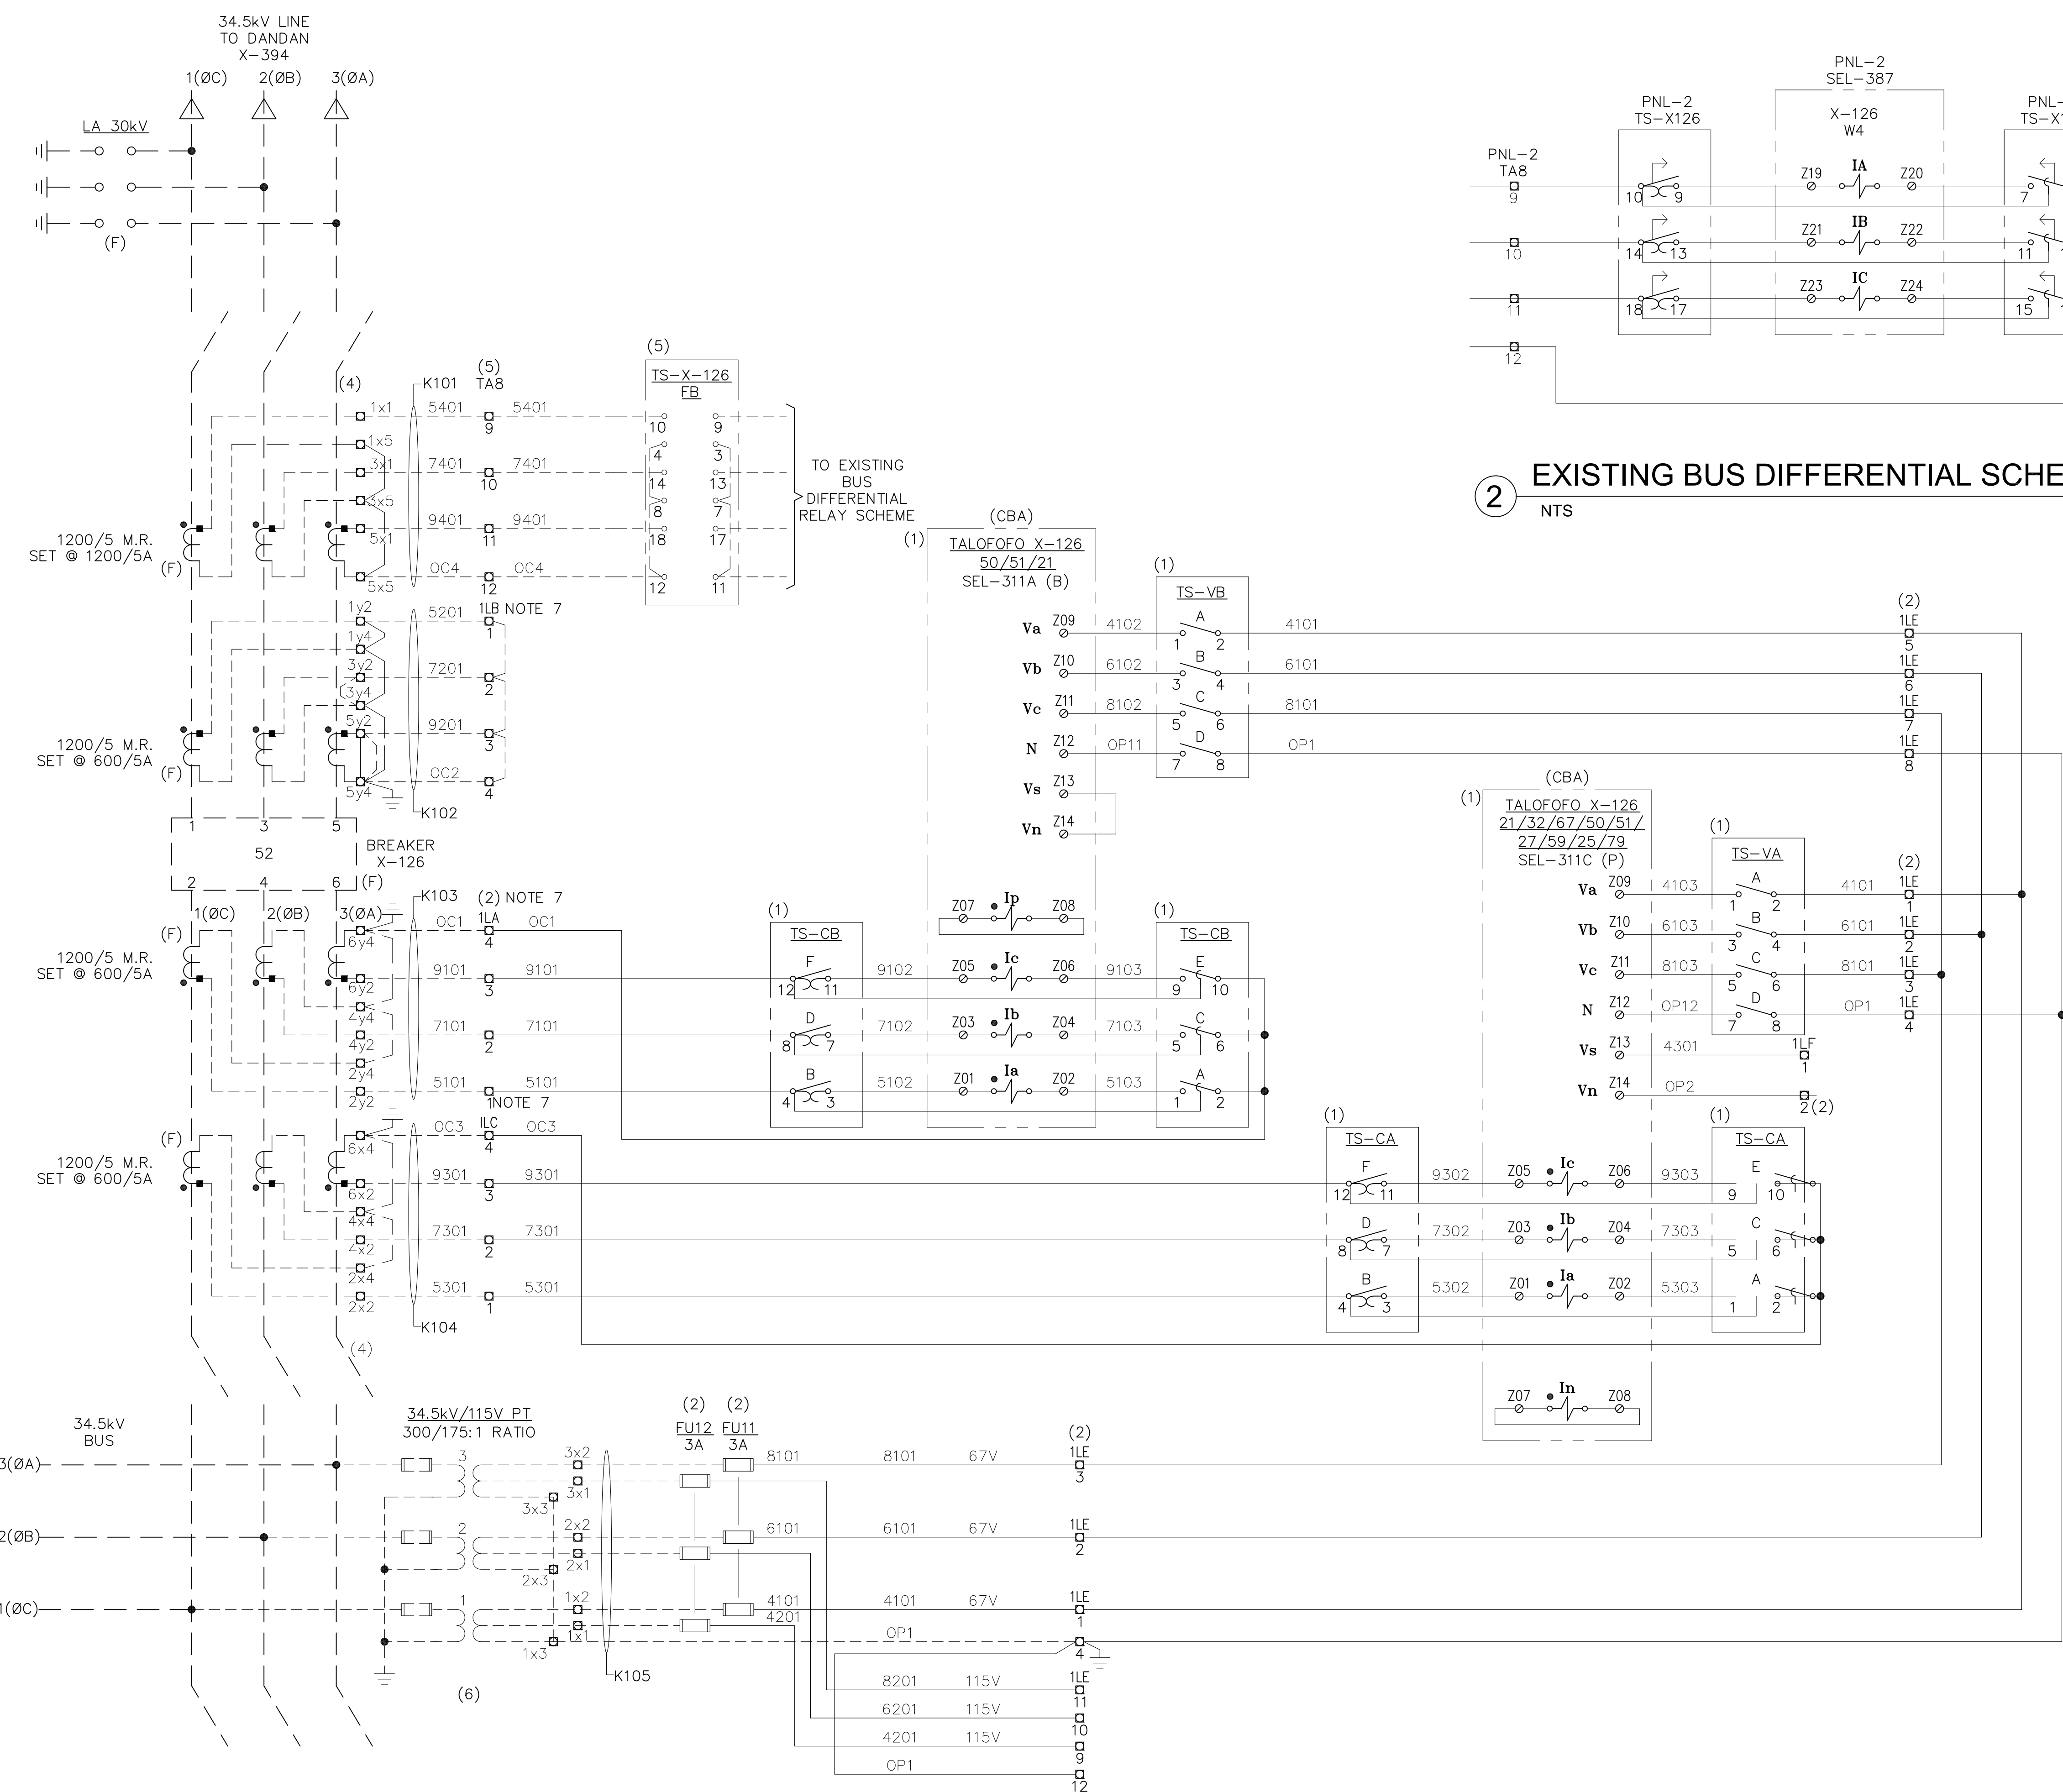 34.5kV LINE
TO DANDAN
X-394
1(ØC) 2(ØB) 3(ØA)
LA 30kV
(F)
PNL-2
SEL-387
X-126
W4
PNL-2
TS-X126
PNL-2
TA8
9
10
11
12
10 9
14 13
18 17
Z19 IA Z20
Z21 IB Z22
Z23 IC Z24
7
11
15
2
EXISTING BUS DIFFERENTIAL SCHE
NTS
(4)
K101
(5)
TA8
(5)
TS-X-126
FB
1x1 5401 5401
9
10 9
1x5
4 3
3x1 7401 7401
10
14 13
3x5
8 7
5x1 9401 9401
11
18 17
5x5 OC4 OC4
12
12 11
TO EXISTING
BUS
DIFFERENTIAL
RELAY SCHEME
1200/5 M.R.
SET @ 1200/5A
(F)
1y2 5201 1LB NOTE 7
1
1y4
3y2 7201
2
3y4
5y2 9201
3
OC2
5y4 4
K102
1200/5 M.R.
SET @ 600/5A
(F)
1 3 5
52
BREAKER
X-126
2 4 6 (F)
(CBA)
(1)
TALOFOFO X-126
50/51/21
SEL-311A (B)
Va Z09 4102
Vb Z10 6102
Vc Z11 8102
N Z12 OP11
Vs Z13
Vn Z14
(1)
TS-VB
A
1 2
B
3 4
C
5 6
D
7 8
4101
6101
8101
OP1
(2)
1LE
5
1LE
6
1LE
7
1LE
8
(CBA)
(1)
TALOFOFO X-126
21/32/67/50/51/
27/59/25/79
SEL-311C (P)
Va Z09 4103
Vb Z10 6103
Vc Z11 8103
N Z12 OP12
Vs Z13 4301
Vn Z14 OP2
(1)
TS-VA
A
1 2
B
3 4
C
5 6
D
7 8
4101
6101
8101
OP1
(2)
1LE
1
1LE
2
1LE
3
1LE
4
1LF
1
2 (2)
1(ØC) 2(ØB) 3(ØA)
K103
(2) NOTE 7
1LA
(F)
1200/5 M.R.
SET @ 600/5A
6y4 OC1 4 OC1
6y2 9101 3 9101
4y4
4y2 7101 2 7101
2y4
2y2 5101 1 5101
(1)
TS-CB
F
12 11
D
8 7
B
4 3
Z07 Ip Z08
9102 Z05 Ic Z06 9103
7102 Z03 Ib Z04 7103
5102 Z01 Ia Z02 5103
(1)
TS-CB
E
9 10
C
5 6
A
1 2
NOTE 7
1LC
(F)
1200/5 M.R.
SET @ 600/5A
6x4 OC3 4 OC3
6x2 9301 3 9301
4x4
4x2 7301 2 7301
2x4
2x2 5301 1 5301
K104
(4)
(1)
TS-CA
F
12 11
D
8 7
B
4 3
9302 Z05 Ic Z06 9303
7302 Z03 Ib Z04 7303
5302 Z01 Ia Z02 5303
Z07 In Z08
(1)
TS-CA
E
9 10
C
5 6
A
1 2
34.5kV
BUS
34.5kV/115V PT
300/175:1 RATIO
(2) (2)
FU12 FU11
3A 3A
(2)
3(ØA) 3 3x2 8101 8101 67V 1LE
3
3x1
3x3
2(ØB) 2 2x2 6101 6101 67V 1LE
2
2x1
2x3
1(ØC) 1 1x2 4101 4101 67V 1LE
1
1x1 4201
1x3 OP1
4
K105
(6)
8201 115V 1LE
11
6201 115V
10
4201 115V
9
OP1
12